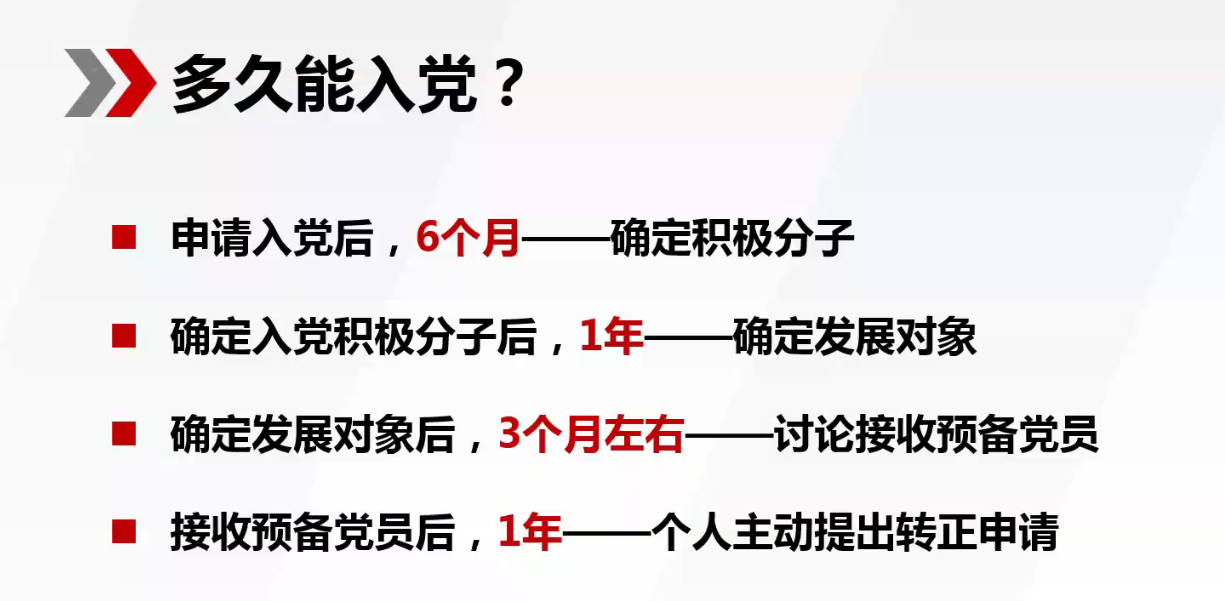 多久能入党？
申请入党后，6个月——确定积极分子
确定入党积极分子后，1年——确定发展对象
确定发展对象后，3个月左右——讨论接收预备党员
接收预备党员后，1年——个人主动提出转正申请